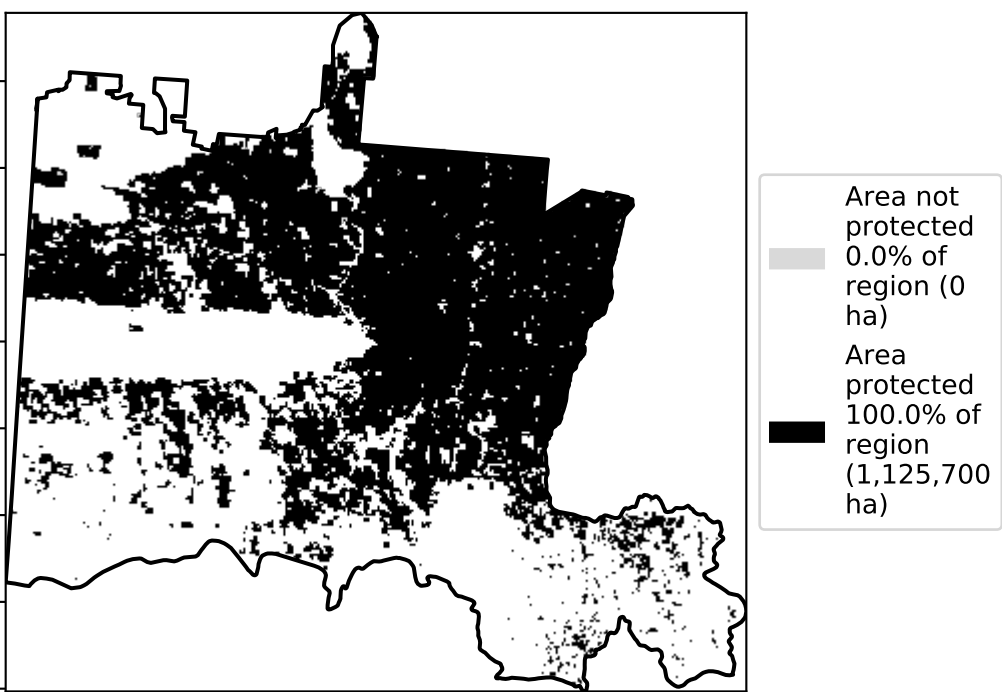 Area not
protected
0.0% of
region (0
ha)
Area
protected
100.0% of
region
(1,125,700
ha)